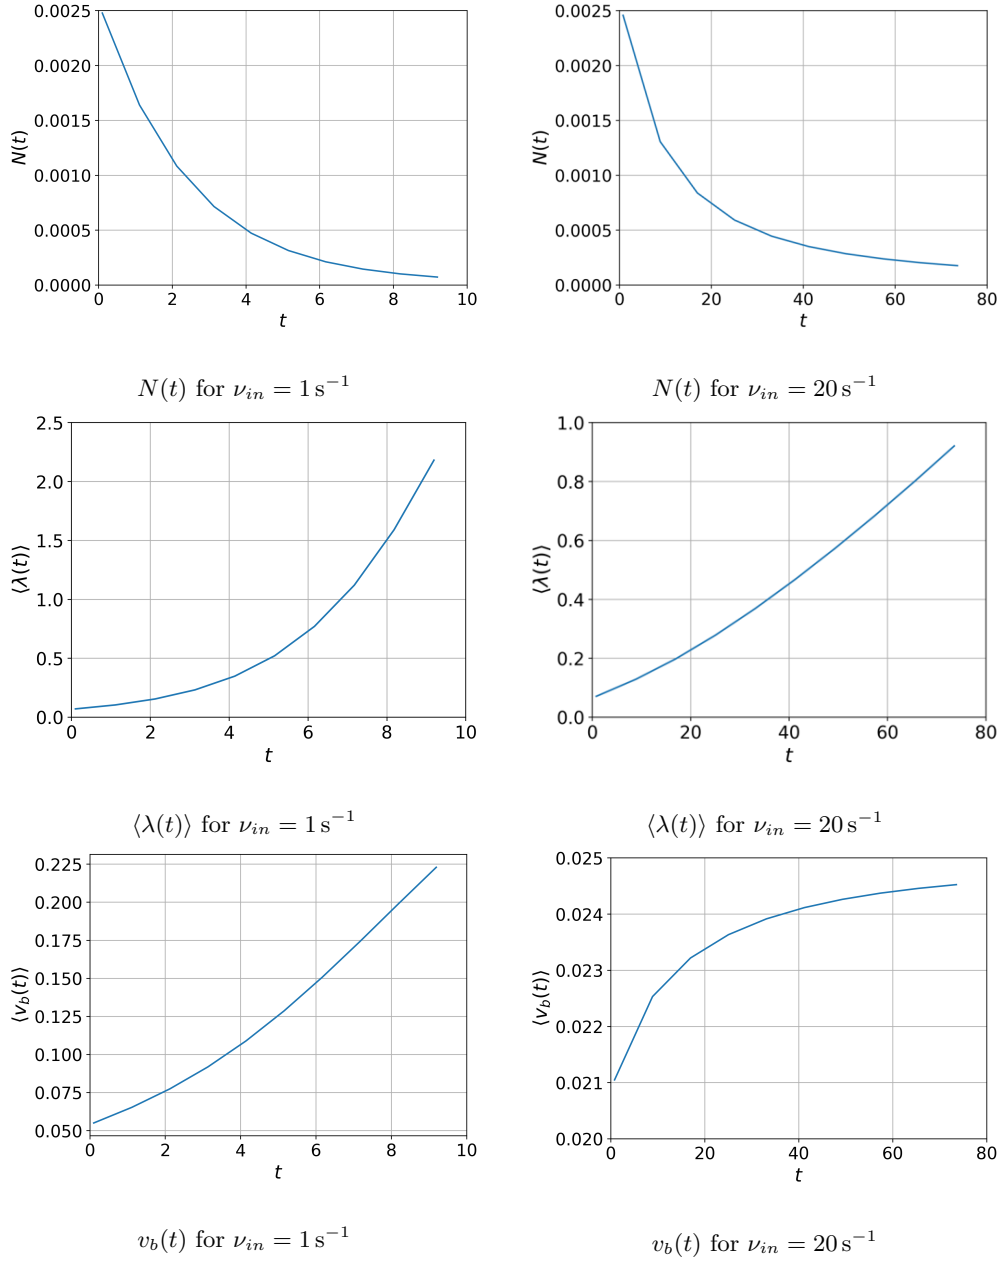 N(t)
0.0025
0.0020
0.0015
0.0010
0.0005
0.0000
0 2 4 6 8 10
t
N(t) for ν_in = 1 s⁻¹
N(t)
0.0025
0.0020
0.0015
0.0010
0.0005
0.0000
0 20 40 60 80
t
N(t) for ν_in = 20 s⁻¹
⟨λ(t)⟩
2.5
2.0
1.5
1.0
0.5
0.0
0 2 4 6 8 10
t
⟨λ(t)⟩ for ν_in = 1 s⁻¹
⟨λ(t)⟩
1.0
0.8
0.6
0.4
0.2
0.0
0 20 40 60 80
t
⟨λ(t)⟩ for ν_in = 20 s⁻¹
⟨v_b(t)⟩
0.225
0.200
0.175
0.150
0.125
0.100
0.075
0.050
0 2 4 6 8 10
t
v_b(t) for ν_in = 1 s⁻¹
⟨v_b(t)⟩
0.025
0.024
0.023
0.022
0.021
0.020
0 20 40 60 80
t
v_b(t) for ν_in = 20 s⁻¹